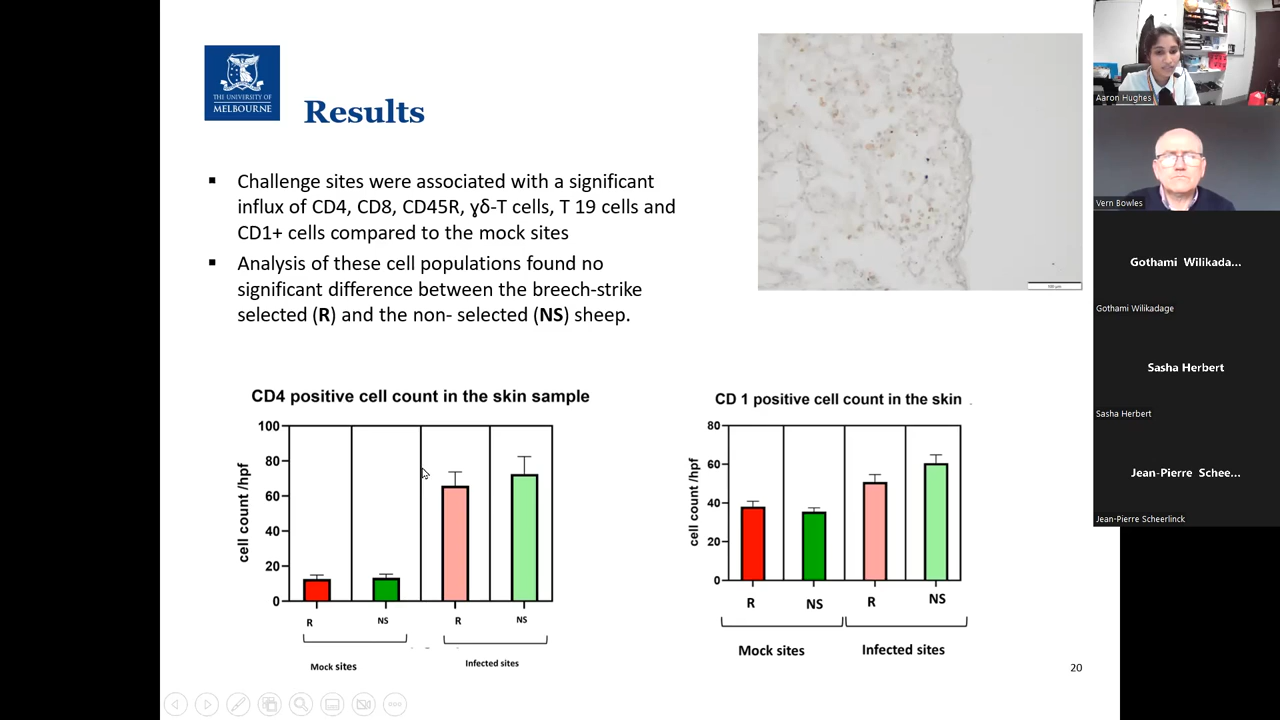 THE UNIVERSITY OF
MELBOURNE
Results
▪ Challenge sites were associated with a significant
influx of CD4, CD8, CD45R, ɣδ-T cells, T 19 cells and
CD1+ cells compared to the mock sites
▪ Analysis of these cell populations found no
significant difference between the breech-strike
selected (R) and the non- selected (NS) sheep.
CD4 positive cell count in the skin sample
cell count /hpf
100
80
60
40
20
0
R
NS
R
NS
Mock sites
Infected sites
CD 1 positive cell count in the skin
cell count /hpf
80
60
40
20
0
R
NS
R
NS
Mock sites
Infected sites
20
Aaron Hughes
Vern Bowles
Gothami Wilikada...
Gothami Wilikadage
Sasha Herbert
Sasha Herbert
Jean-Pierre Schee...
Jean-Pierre Scheerlinck